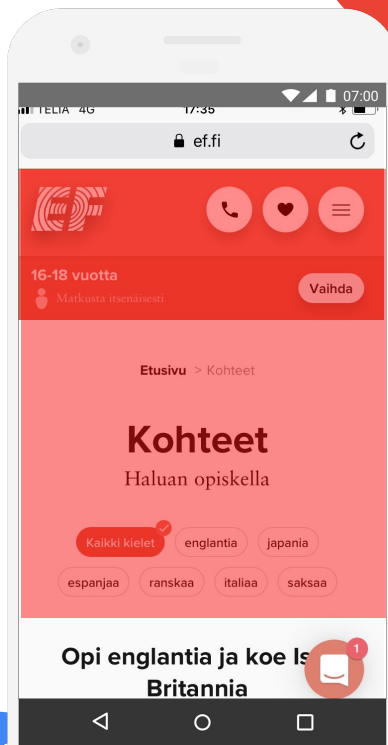 07:00
TELIA 4G 17:35
ef.fi
EF
16-18 vuotta
Matkusta itsenäisesti
Vaihda
Etusivu > Kohteet
Kohteet
Haluan opiskella
Kaikki kielet englantia japania
espanjaa ranskaa italiaa saksaa
Opi englantia ja koe
1
Britannia